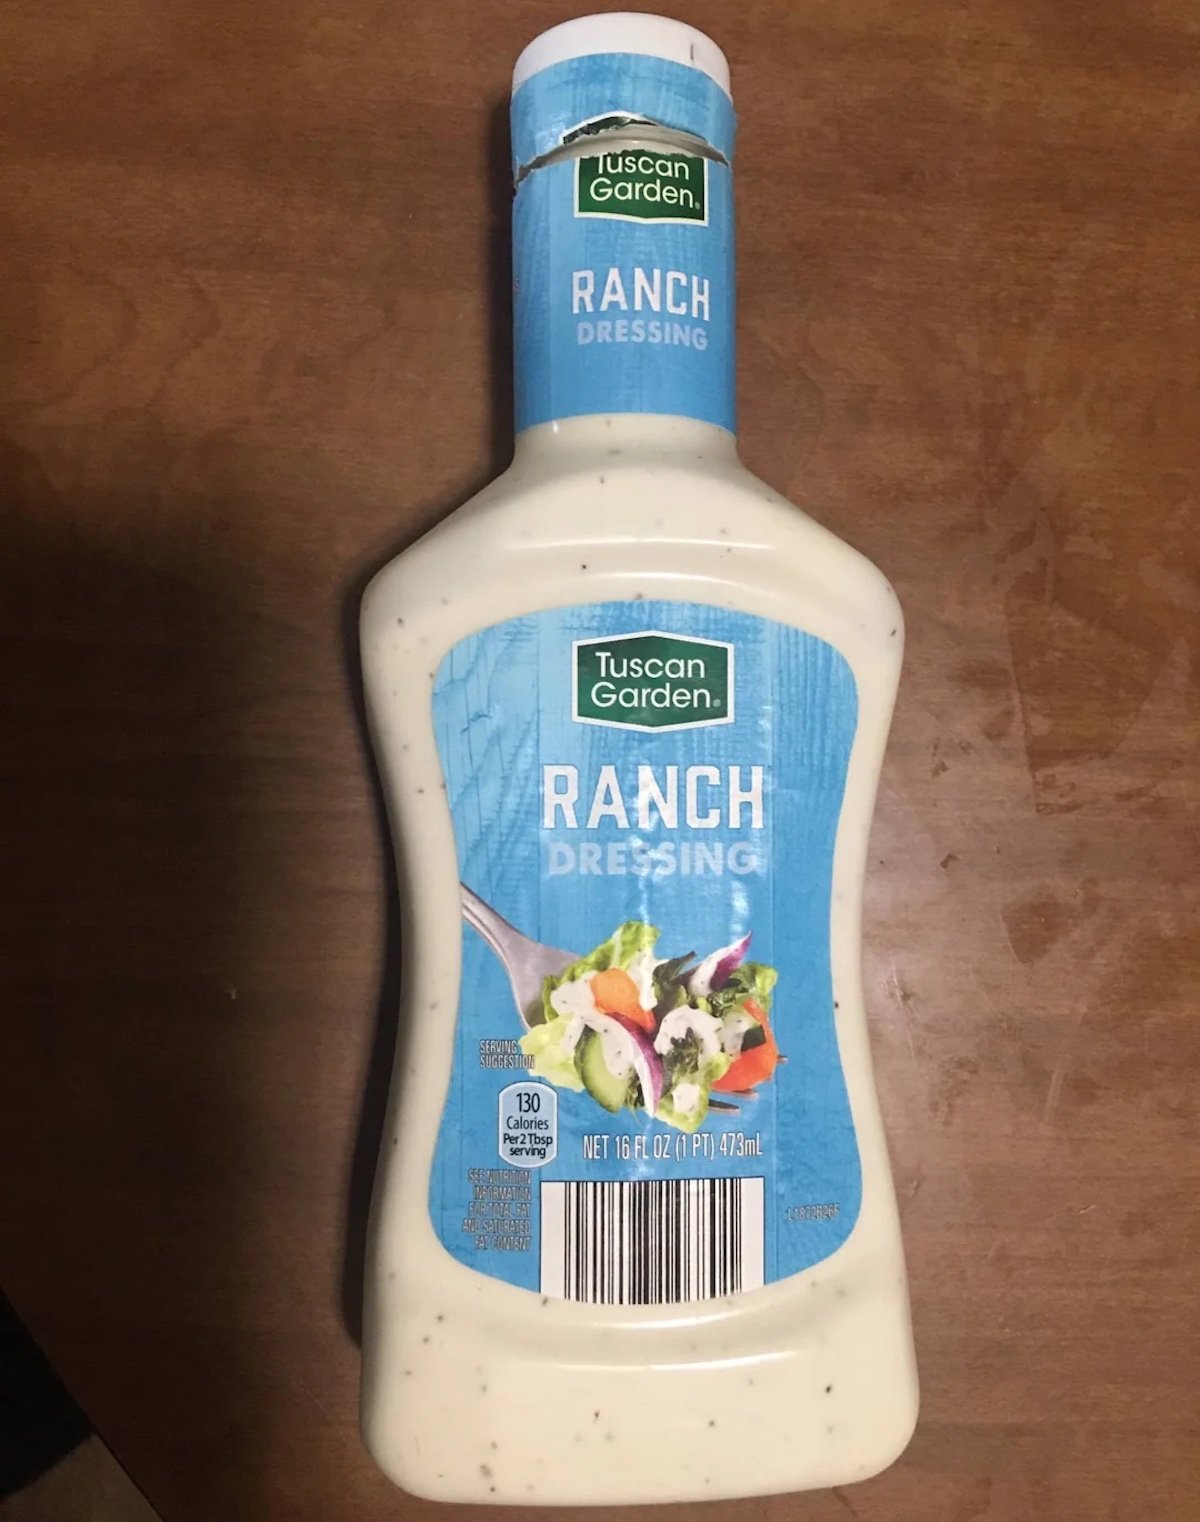 Tuscan
Garden®
RANCH
DRESSING
Tuscan
Garden®
RANCH
DRESSING
SERVING
SUGGESTION
130
Calories
Per 2 Tbsp
serving
NET 16 FL OZ (1 PT) 473mL
SEE NUTRITION
INFORMATION
FOR TOTAL FAT
AND SATURATED
FAT CONTENT